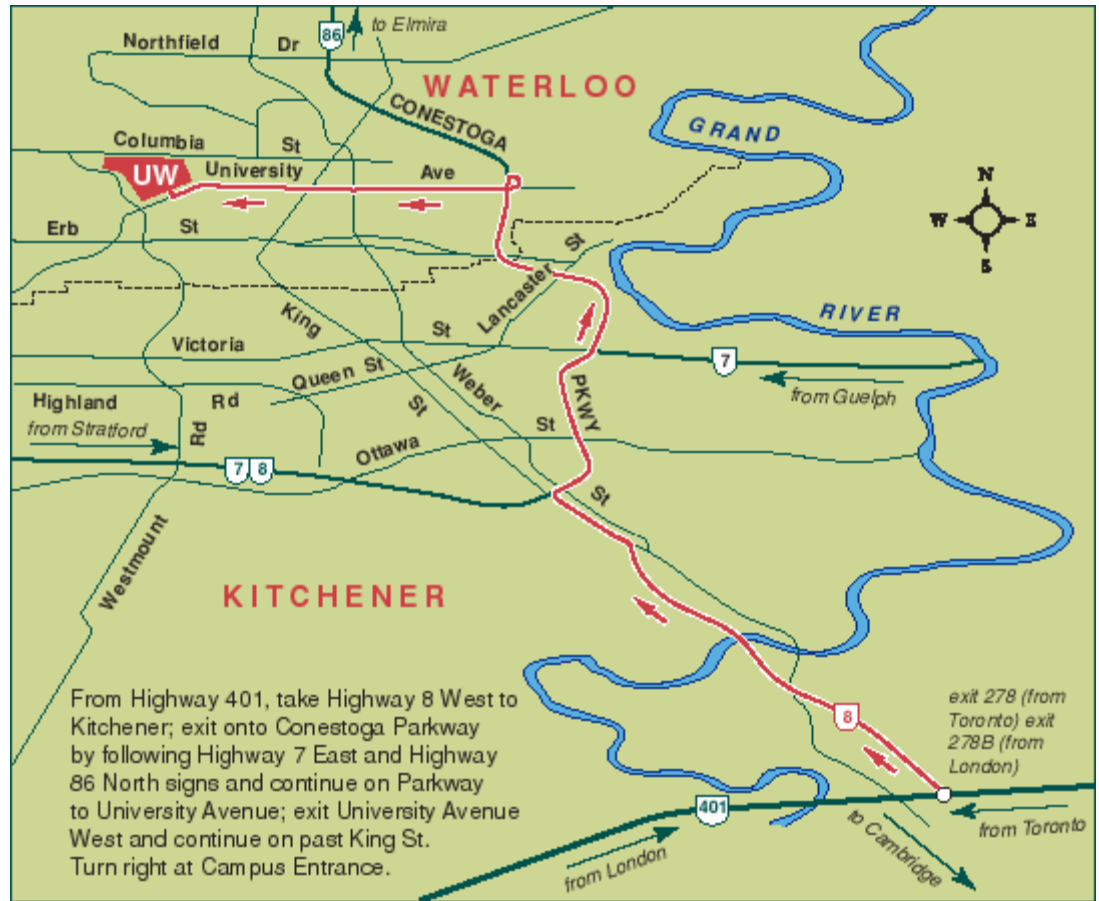 to Elmira
86
Northfield Dr
WATERLOO
CONESTOGA
GRAND
Columbia St
UW
University Ave
N
W E
S
Erb St
St
Lancaster
RIVER
King
St
Victoria
7
Queen St
Weber
PKWY
from Guelph
Highland Rd
St
from Stratford
Rd
St
Ottawa
7 8
St
Westmount
KITCHENER
From Highway 401, take Highway 8 West to
Kitchener; exit onto Conestoga Parkway
by following Highway 7 East and Highway
86 North signs and continue on Parkway
to University Avenue; exit University Avenue
West and continue on past King St.
Turn right at Campus Entrance.
8
exit 278 (from
Toronto) exit
278B (from
London)
401
from London
to Cambridge
from Toronto